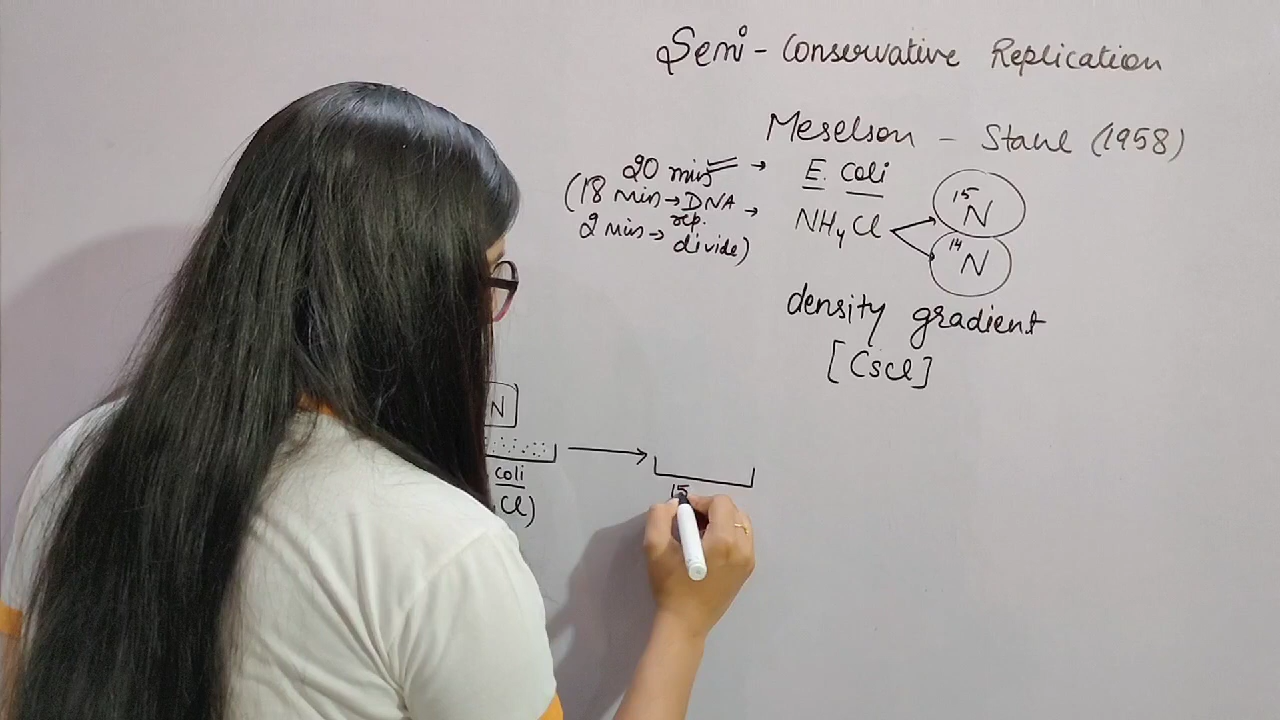 Semi - Conservative Replication
Meselson - Stahl (1958)
20 mins → E. Coli
(18 mins → DNA rep. → NH4Cl 15N
2 mins → divide) 14N
density gradient
[CsCl]
N
coli
Cl)
15